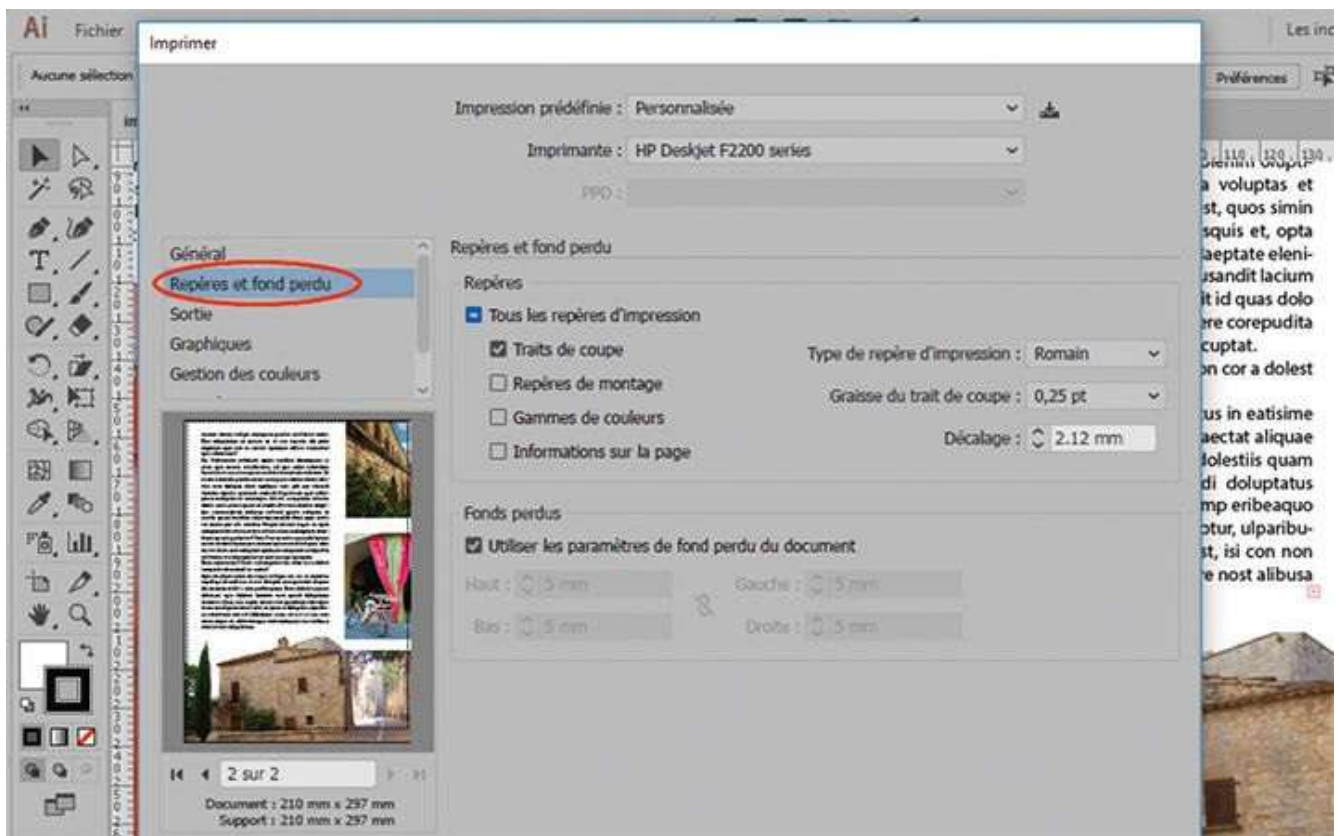 Ai Fichier
Les inc
Imprimer
Aucune sélection
Préférences
Impression prédéfinie : Personnalisée
Imprimante : HP Deskjet F2200 series
PPD :
110 120 130
a voluptas et
st, quos simin
squis et, opta
aeptate eleni-
usandit lacium
it id quas dolo
ere corepudita
cuptat.
on cor a dolest
tus in eatisime
aectat aliquae
dolestiis quam
di doluptatus
mp eribeaquo
otur, ulparibu-
st, isi con non
e nost alibusa
Général
Repères et fond perdu
Sortie
Graphiques
Gestion des couleurs
Repères et fond perdu
Repères
Tous les repères d'impression
Traits de coupe
Type de repère d'impression : Romain
Repères de montage
Graisse du trait de coupe : 0,25 pt
Gammes de couleurs
Décalage : 2.12 mm
Informations sur la page
Fonds perdus
Utiliser les paramètres de fond perdu du document
Haut : 5 mm Gauche : 5 mm
Bas : 5 mm Droite : 5 mm
2 sur 2
Document : 210 mm x 297 mm
Support : 210 mm x 297 mm